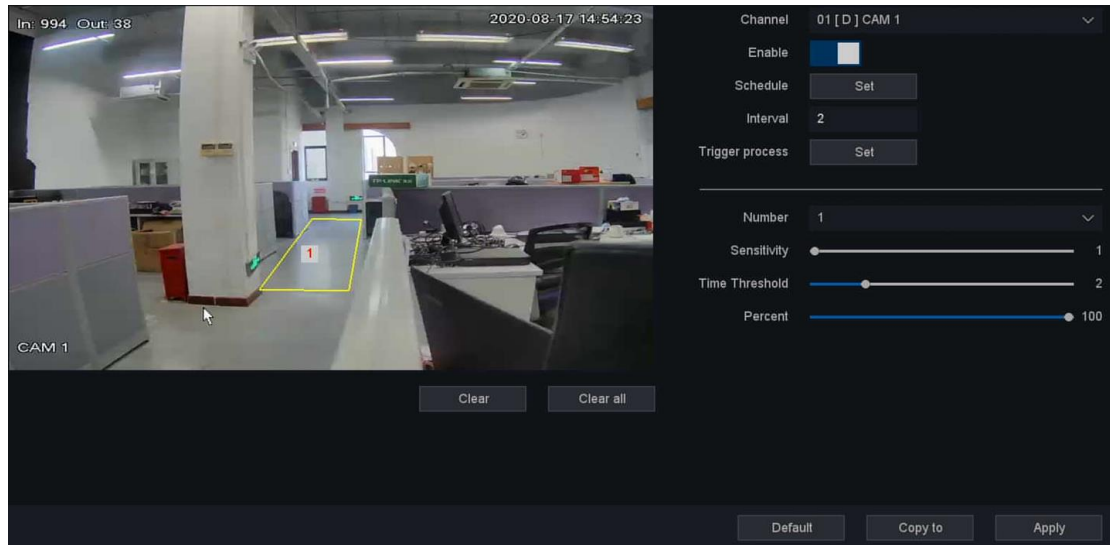 In: 994 Out: 38
2020-08-17 14:54:23
TP-LINK
1
CAM 1
Clear
Clear all
Channel
01 [ D ] CAM 1
Enable
Schedule
Set
Interval
2
Trigger process
Set
Number
1
Sensitivity
1
Time Threshold
2
Percent
100
Default
Copy to
Apply